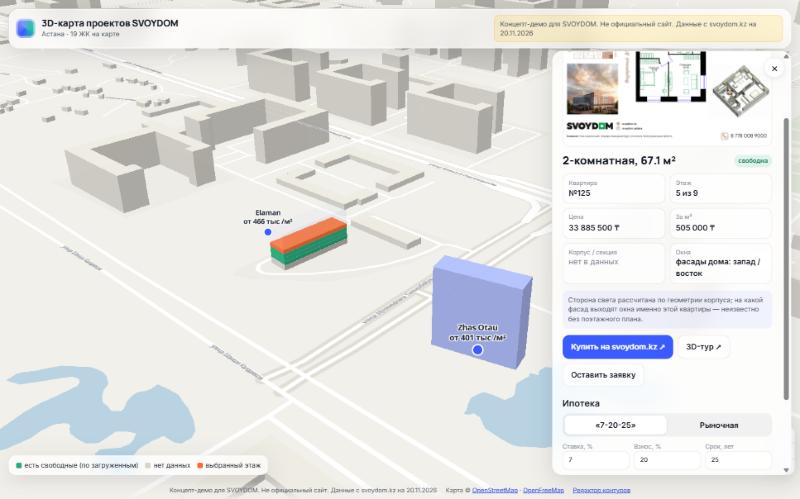 3D-карта проектов SVOYDOM
Астана · 19 ЖК на карте
Концепт-демо для SVOYDOM. Не официальный сайт. Данные с svoydom.kz на
20.11.2026
SVOYDOM
8 778 008 9000
2-комнатная, 67.1 м²
свободна
Квартира
№125
Этаж
5 из 9
Цена
33 885 500 ₸
За м²
505 000 ₸
Корпус / секция
нет в данных
Окна
фасады дома: запад /
восток
Сторона света рассчитана по геометрии корпуса; на какой
фасад выходят окна именно этой квартиры — неизвестно
без поэтажного плана.
Купить на svoydom.kz ↗
3D-тур ↗
Оставить заявку
Ипотека
«7-20-25»
Рыночная
Ставка, %
7
Взнос, %
20
Срок, лет
25
Elaman
от 466 тыс /м²
Zhas Otau
от 401 тыс /м²
есть свободные (по загруженным)
нет данных
выбранный этаж
Концепт-демо для SVOYDOM. Не официальный сайт. Данные с svoydom.kz на 20.11.2026
Карта © OpenStreetMap · OpenFreeMap
Редактор контуров